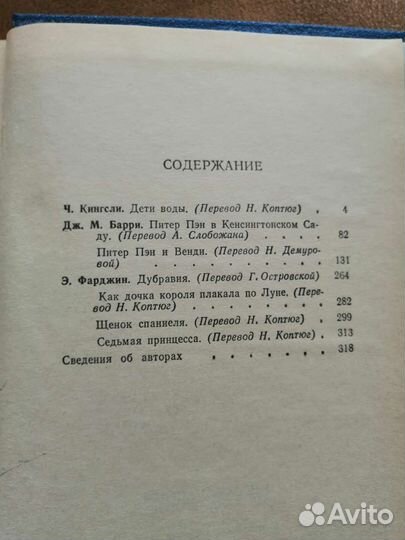 СОДЕРЖАНИЕ
Ч. Кингсли. Дети воды. (Перевод Н. Коптюг) . 4
Дж. М. Барри. Питер Пэн в Кенсингтонском Са-
ду. (Перевод А. Слобожана) . . . . 82
Питер Пэн и Венди. (Перевод Н. Демуро-
вой) . . . . . . . . . 131
Э. Фарджин. Дубравия. (Перевод Г. Островской) 264
Как дочка короля плакала по Луне. (Пере-
вод Н. Коптюг) . . . . . . . 282
Щенок спаниеля. (Перевод Н. Коптюг) . 299
Седьмая принцесса. (Перевод Н. Коптюг) . 313
Сведения об авторах . . . . . . 318
Avito